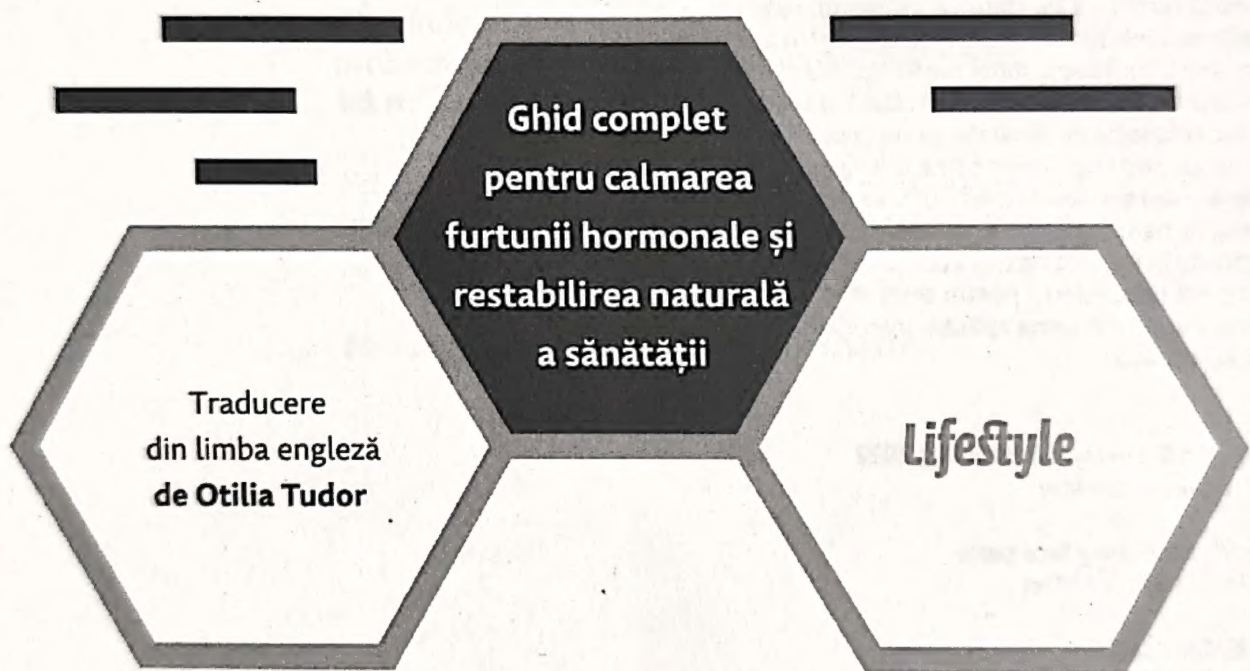 Ghid complet
pentru calmarea
furtunii hormonale și
restabilirea naturală
a sănătății
Traducere
din limba engleză
de Otilia Tudor
Lifestyle